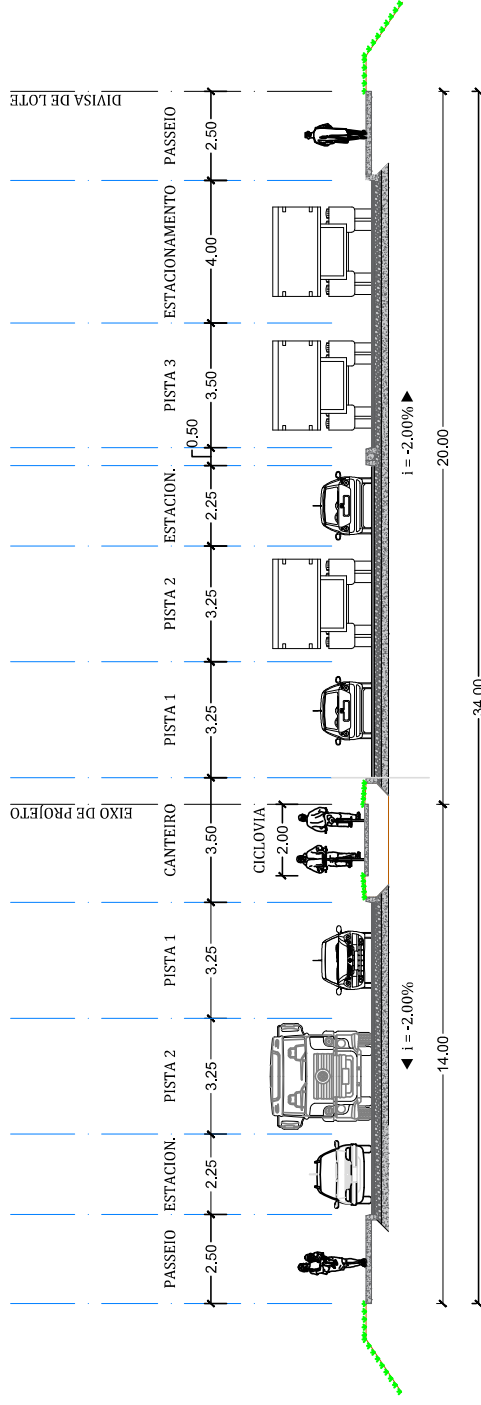 EIXO DE PROJETO
DIVISA DE LOTE
PASSEIO
ESTACION.
PISTA 2
PISTA 1
CANTEIRO
PISTA 1
PISTA 2
ESTACION.
PISTA 3
ESTACIONAMENTO
PASSEIO
0.50
2.50
2.25
3.25
3.25
3.50
3.25
3.25
2.25
3.50
4.00
2.50
CICLOVIA
2.00
◄ i = -2.00%
i = -2.00% ►
14.00
20.00
34.00